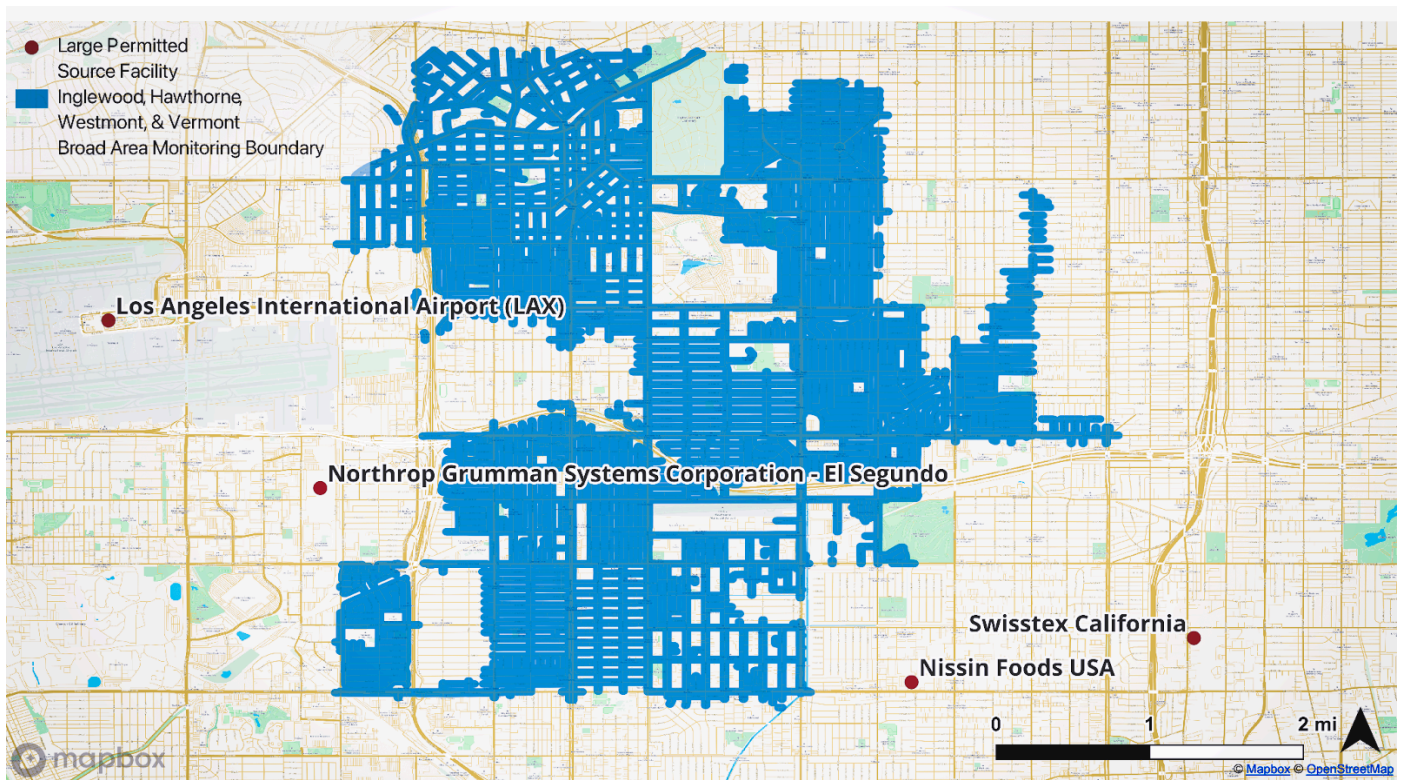 Large Permitted
Source Facility
Inglewood, Hawthorne,
Westmont, & Vermont
Broad Area Monitoring Boundary
Los Angeles International Airport (LAX)
Northrop Grumman Systems Corporation - El Segundo
Swisstex California
Nissin Foods USA
0 1 2 mi
mapbox
© Mapbox © OpenStreetMap